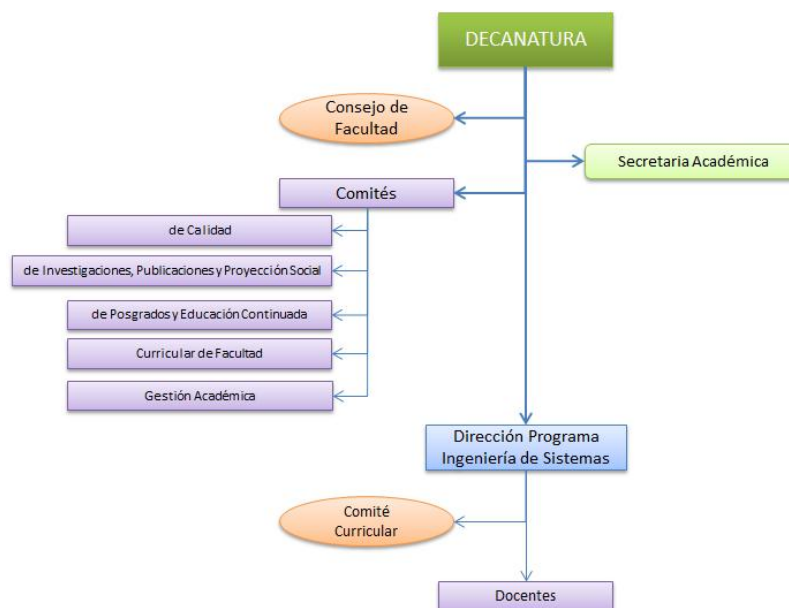 DECANATURA
Consejo de
Facultad
Secretaria Académica
Comités
de Calidad
de Investigaciones, Publicaciones y Proyección Social
de Posgrados y Educación Continuada
Curricular de Facultad
Gestión Académica
Dirección Programa
Ingeniería de Sistemas
Comité
Curricular
Docentes